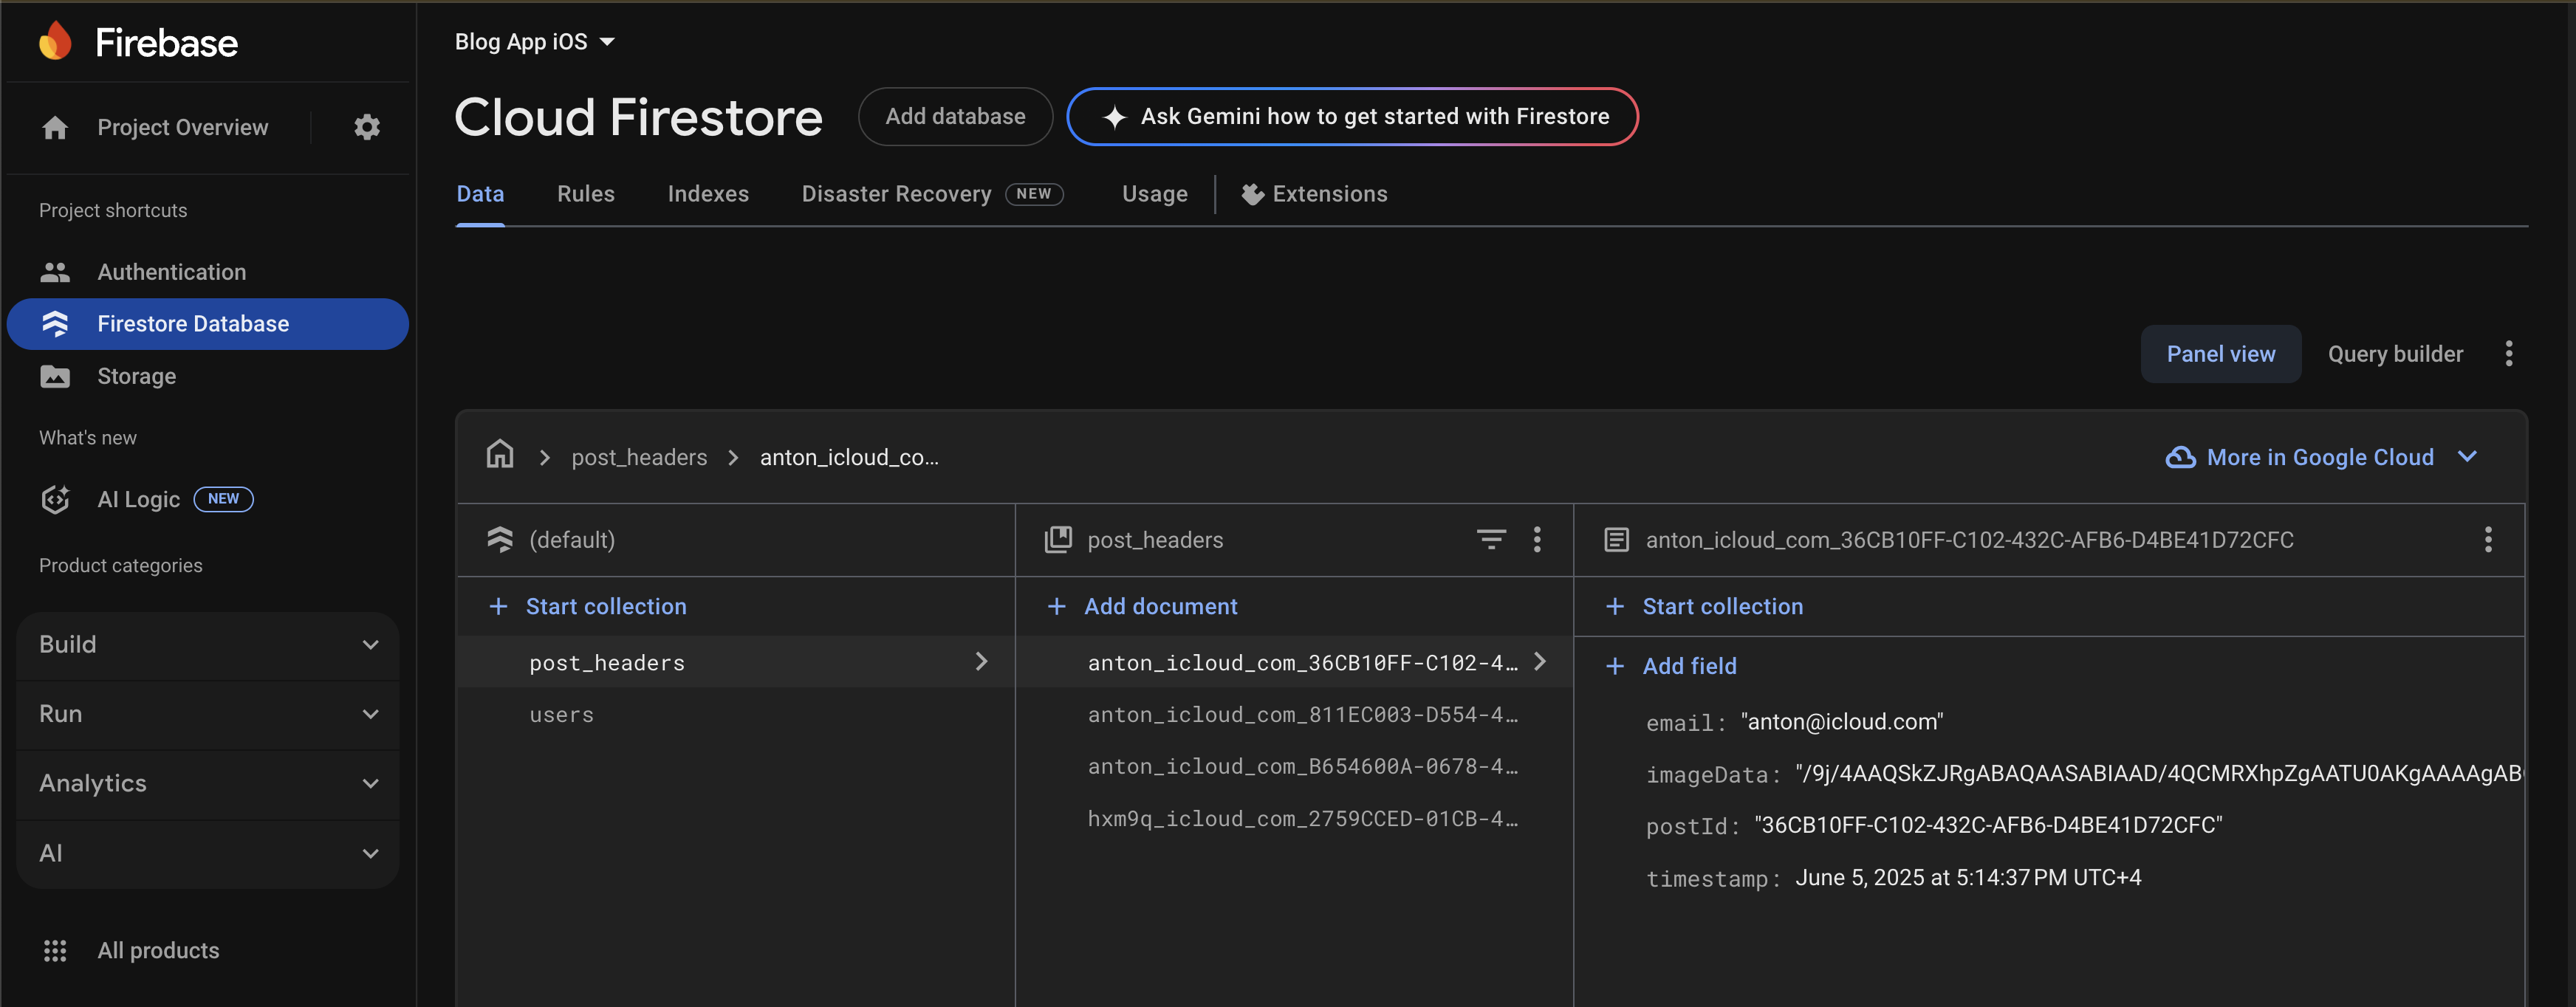 Firebase
Project Overview
Project shortcuts
Authentication
Firestore Database
Storage
What's new
AI Logic NEW
Product categories
Build
Run
Analytics
AI
All products
Blog App iOS
Cloud Firestore
Add database
Ask Gemini how to get started with Firestore
Data
Rules
Indexes
Disaster Recovery NEW
Usage
Extensions
Panel view
Query builder
post_headers
anton_icloud_co...
More in Google Cloud
(default)
Start collection
post_headers
users
post_headers
Add document
anton_icloud_com_36CB10FF-C102-4…
anton_icloud_com_811EC003-D554-4…
anton_icloud_com_B654600A-0678-4…
hxm9q_icloud_com_2759CCED-01CB-4…
anton_icloud_com_36CB10FF-C102-432C-AFB6-D4BE41D72CFC
Start collection
Add field
email: "anton@icloud.com"
imageData: "/9j/4AAQSkZJRgABAQAASABIAAD/4QCMRXhpZgAATU0AKgAAAAgAB
postId: "36CB10FF-C102-432C-AFB6-D4BE41D72CFC"
timestamp: June 5, 2025 at 5:14:37 PM UTC+4